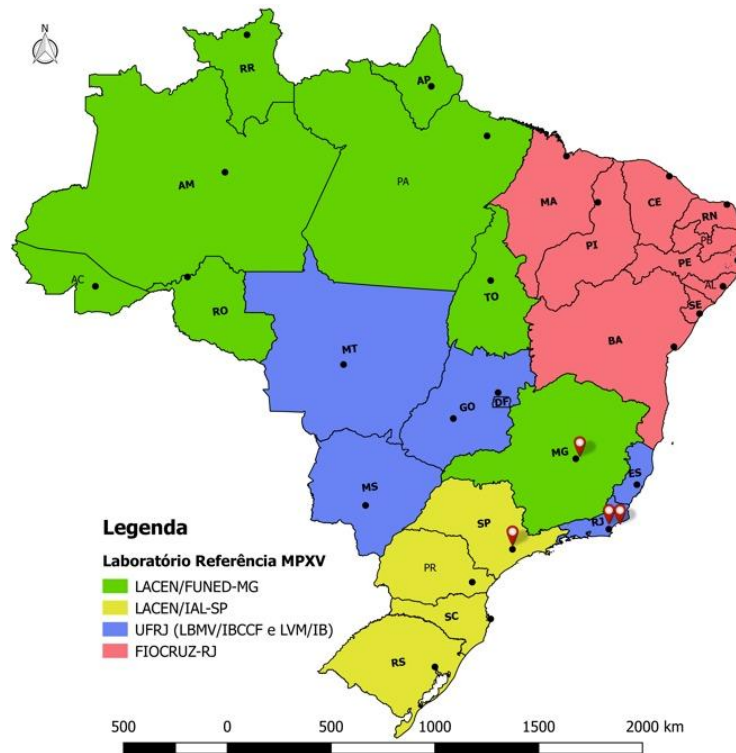 N
RR
AP
AM
PA
MA
CE
RN
PB
PI
PE
AC
AL
TO
SE
RO
BA
MT
GO
DF
MG
ES
MS
SP
RJ
PR
SC
RS
Legenda
Laboratório Referência MPXV
LACEN/FUNED-MG
LACEN/IAL-SP
UFRJ (LBMV/IBCCF e LVM/IB)
FIOCRUZ-RJ
500 0 500 1000 1500 2000 km